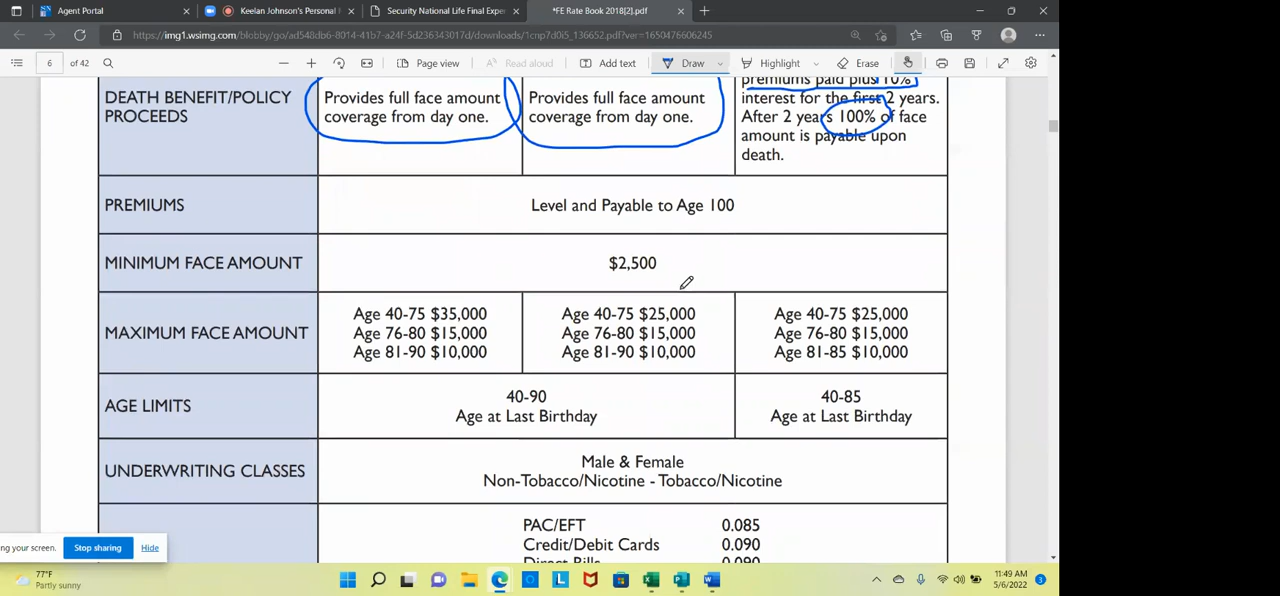 Agent Portal
Keelan Johnson's Personal
Security National Life Final Expe
*FE Rate Book 2018[2].pdf
https://img1.wsimg.com/blobby/go/ad548db6-8014-41b7-a24f-5d236343017d/downloads/1cnp7d0i5_136652.pdf?ver=1650476606245
6 of 42
Page view
Read aloud
Add text
Draw
Highlight
Erase
DEATH BENEFIT/POLICY
PROCEEDS
Provides full face amount
coverage from day one.
Provides full face amount
coverage from day one.
premiums paid plus 10%
interest for the first 2 years.
After 2 years 100% of face
amount is payable upon
death.
PREMIUMS
Level and Payable to Age 100
MINIMUM FACE AMOUNT
$2,500
MAXIMUM FACE AMOUNT
Age 40-75 $35,000
Age 76-80 $15,000
Age 81-90 $10,000
Age 40-75 $25,000
Age 76-80 $15,000
Age 81-90 $10,000
Age 40-75 $25,000
Age 76-80 $15,000
Age 81-85 $10,000
AGE LIMITS
40-90
Age at Last Birthday
40-85
Age at Last Birthday
UNDERWRITING CLASSES
Male & Female
Non-Tobacco/Nicotine - Tobacco/Nicotine
PAC/EFT 0.085
Credit/Debit Cards 0.090
Direct Bills 0.090
ng your screen.
Stop sharing
Hide
77°F
Partly sunny
11:49 AM
5/6/2022
3